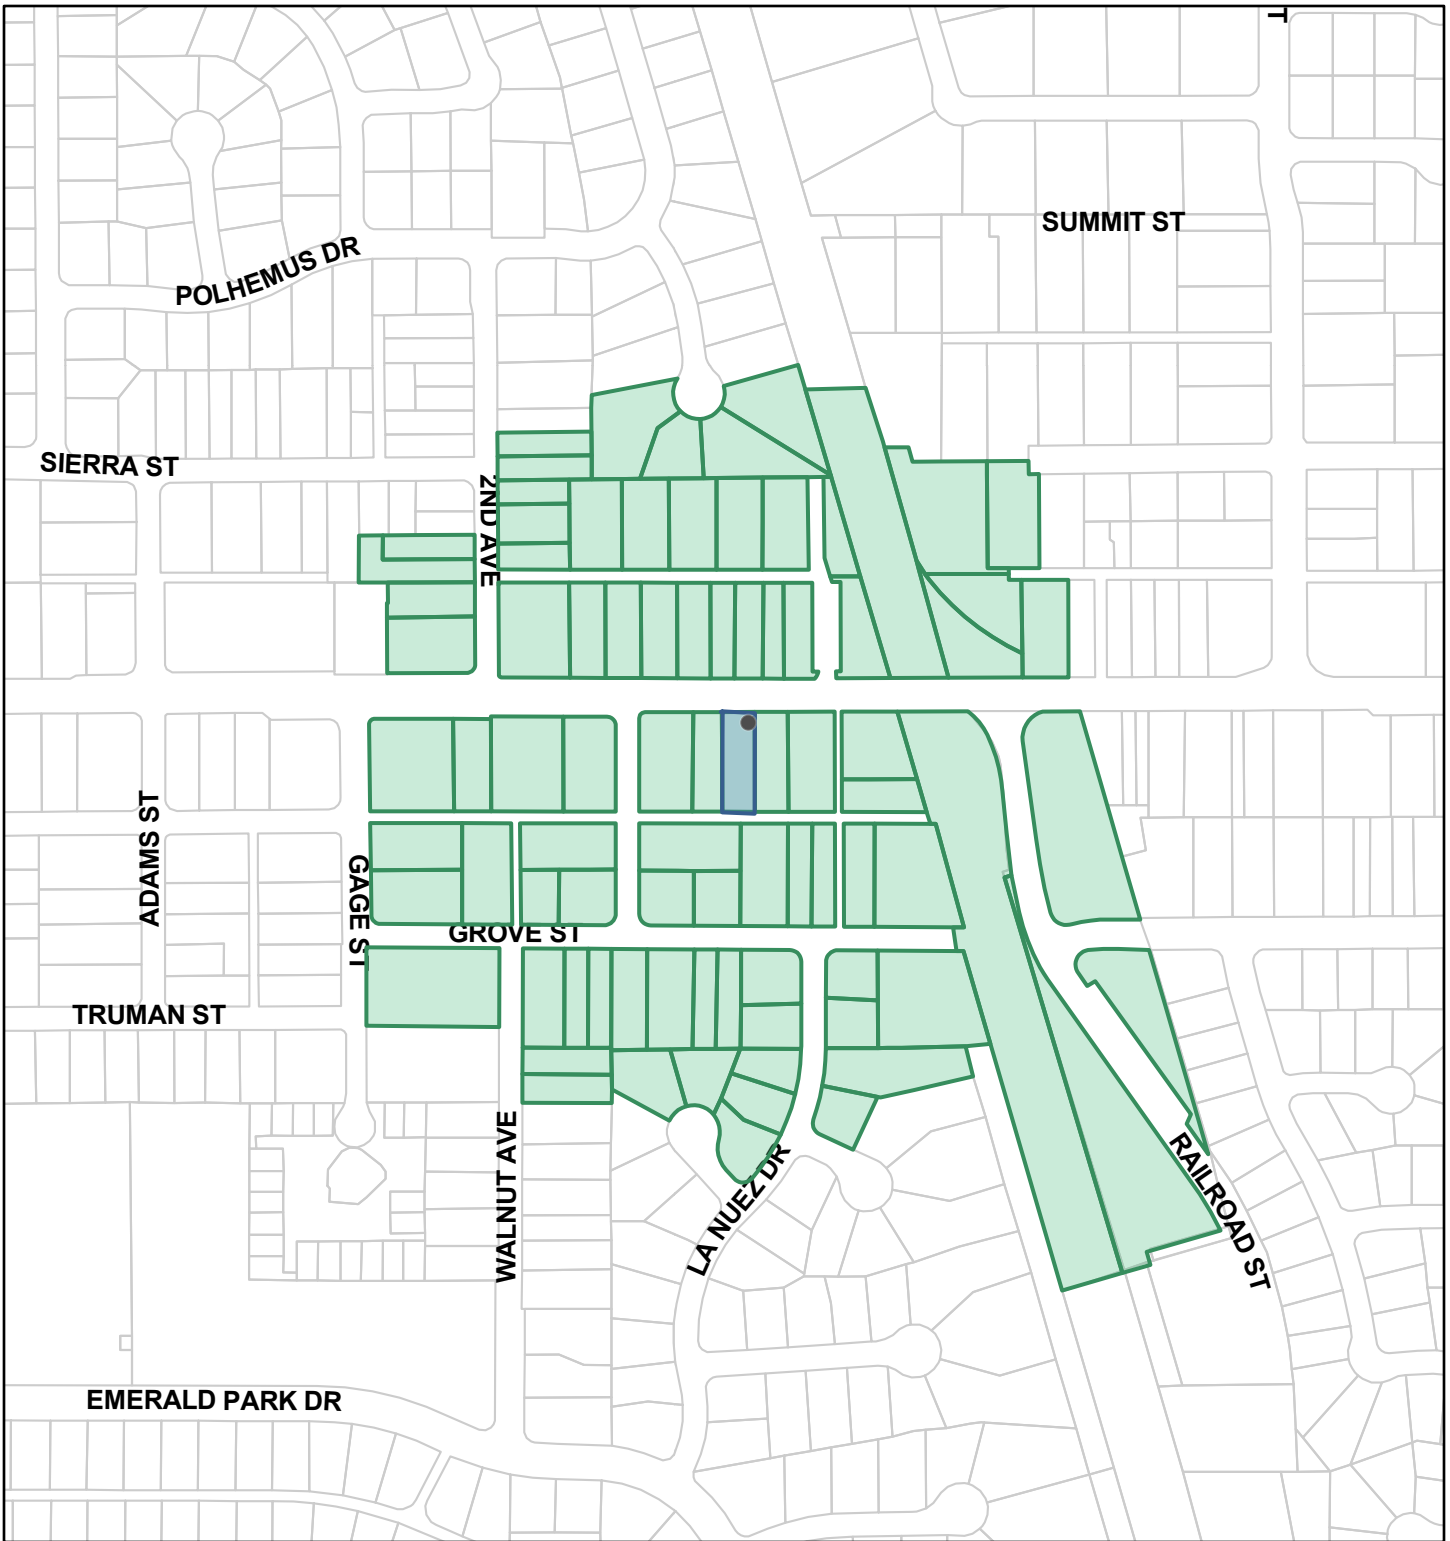 T
SUMMIT ST
POLHEMUS DR
SIERRA ST
2ND AVE
ADAMS ST
GAGE ST
GROVE ST
TRUMAN ST
WALNUT AVE
LA NUEZ DR
RAILROAD ST
EMERALD PARK DR